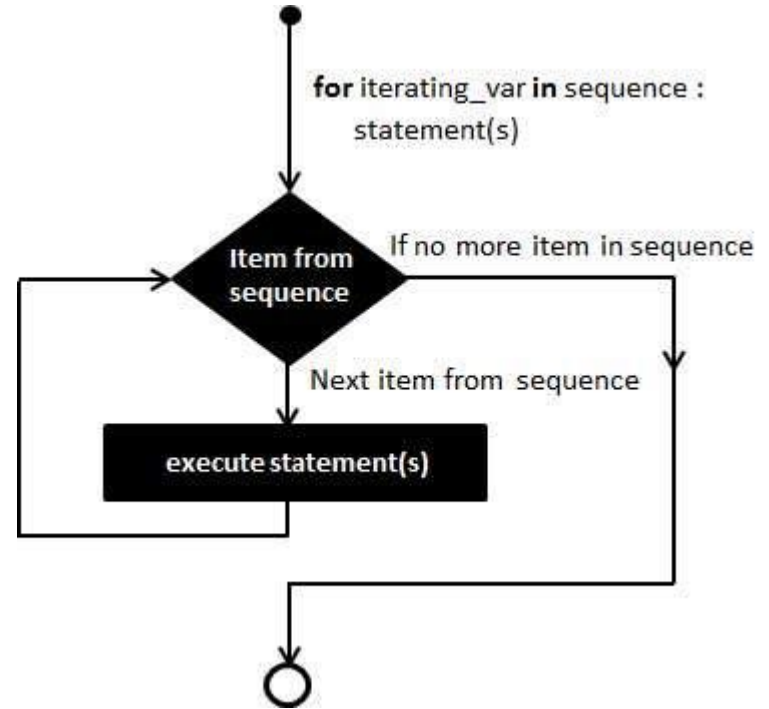 for iterating_var in sequence :
statement(s)
If no more item in sequence
Item from
sequence
Next item from sequence
execute statement(s)